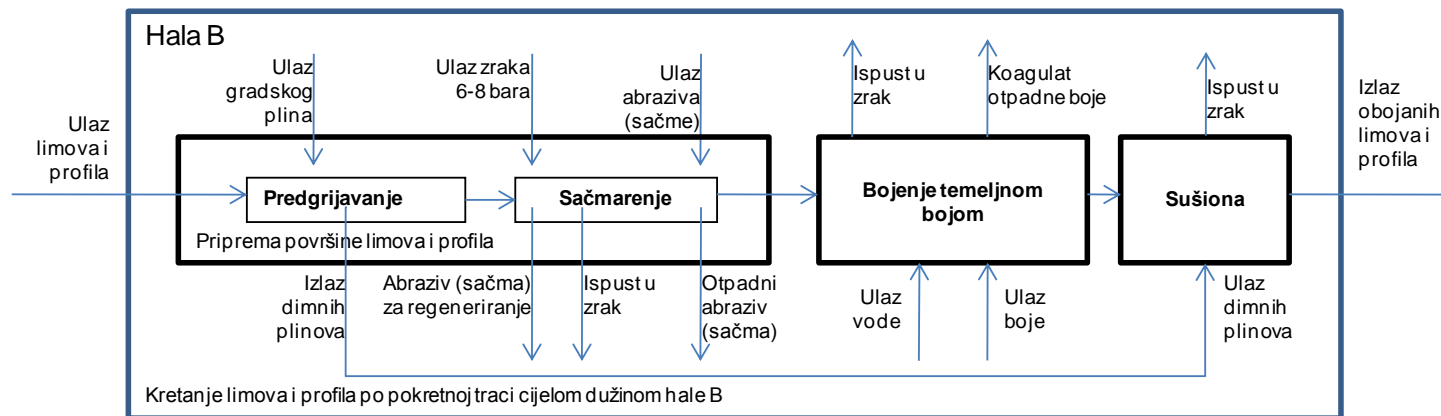 Hala B
Ulaz
gradskog
plina
Ulaz zraka
6-8 bara
Ulaz
abraziva
(sačme)
Ispust u
zrak
Koagulat
otpadne boje
Ispust u
zrak
Izlaz
obojanih
limova i
profila
Ulaz
limova i
profila
Predgrijavanje
Sačmarenje
Bojenje temeljnom
bojom
Sušiona
Priprema površine limova i profila
Izlaz
dimnih
plinova
Abraziv (sačma)
za regeneriranje
Ispust u
zrak
Otpadni
abraziv
(sačma)
Ulaz
vode
Ulaz
boje
Ulaz
dimnih
plinova
Kretanje limova i profila po pokretnoj traci cijelom dužinom hale B